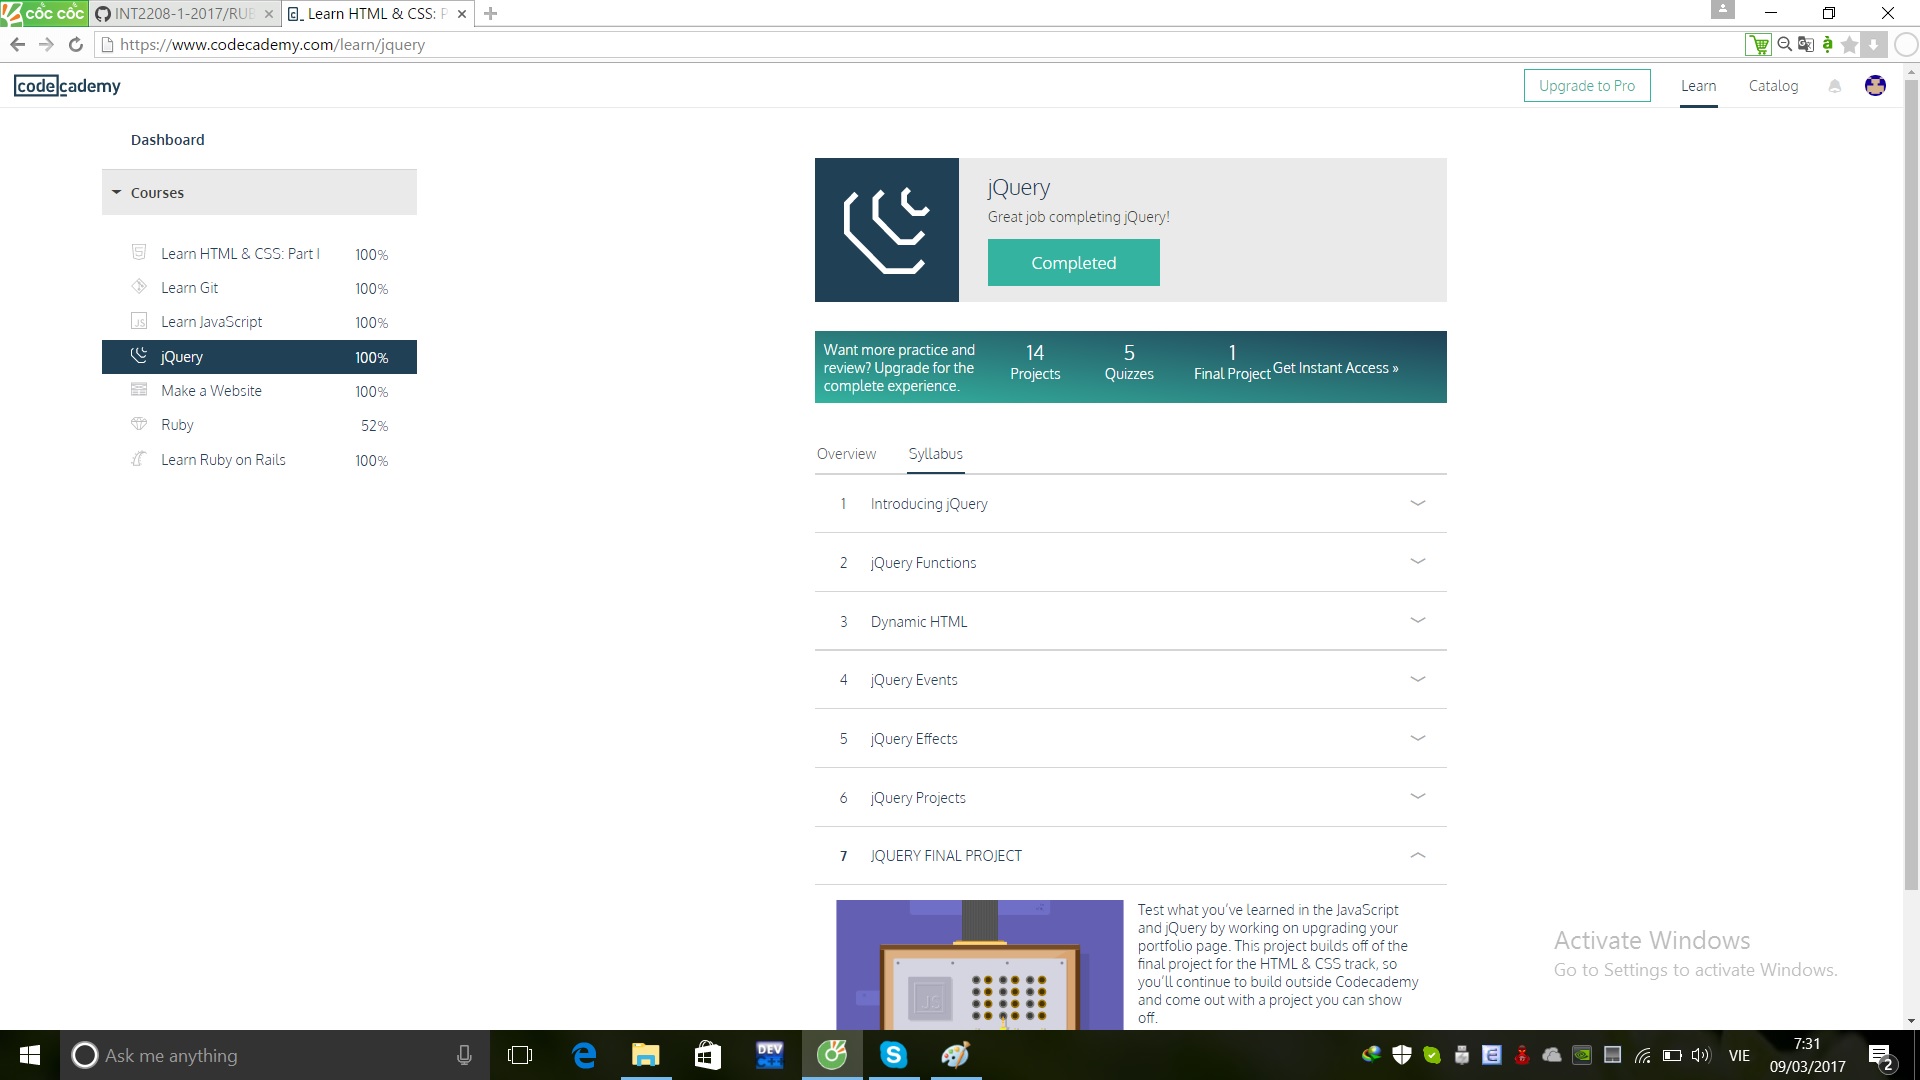 cốc cốc
INT2208-1-2017/RUB
Learn HTML & CSS: P
https://www.codecademy.com/learn/jquery
codecademy
Upgrade to Pro
Learn
Catalog
Dashboard
Courses
Learn HTML & CSS: Part I 100%
Learn Git 100%
JS Learn JavaScript 100%
jQuery 100%
Make a Website 100%
Ruby 52%
Learn Ruby on Rails 100%
jQuery
Great job completing jQuery!
Completed
Want more practice and
review? Upgrade for the
complete experience.
14
Projects
5
Quizzes
1
Final Project
Get Instant Access »
Overview
Syllabus
1 Introducing jQuery
2 jQuery Functions
3 Dynamic HTML
4 jQuery Events
5 jQuery Effects
6 jQuery Projects
7 JQUERY FINAL PROJECT
JS
Test what you've learned in the JavaScript
and jQuery by working on upgrading your
portfolio page. This project builds off of the
final project for the HTML & CSS track, so
you'll continue to build outside Codecademy
and come out with a project you can show
off.
Activate Windows
Go to Settings to activate Windows.
Ask me anything
DEV
C++
VIE
7:31
09/03/2017
2